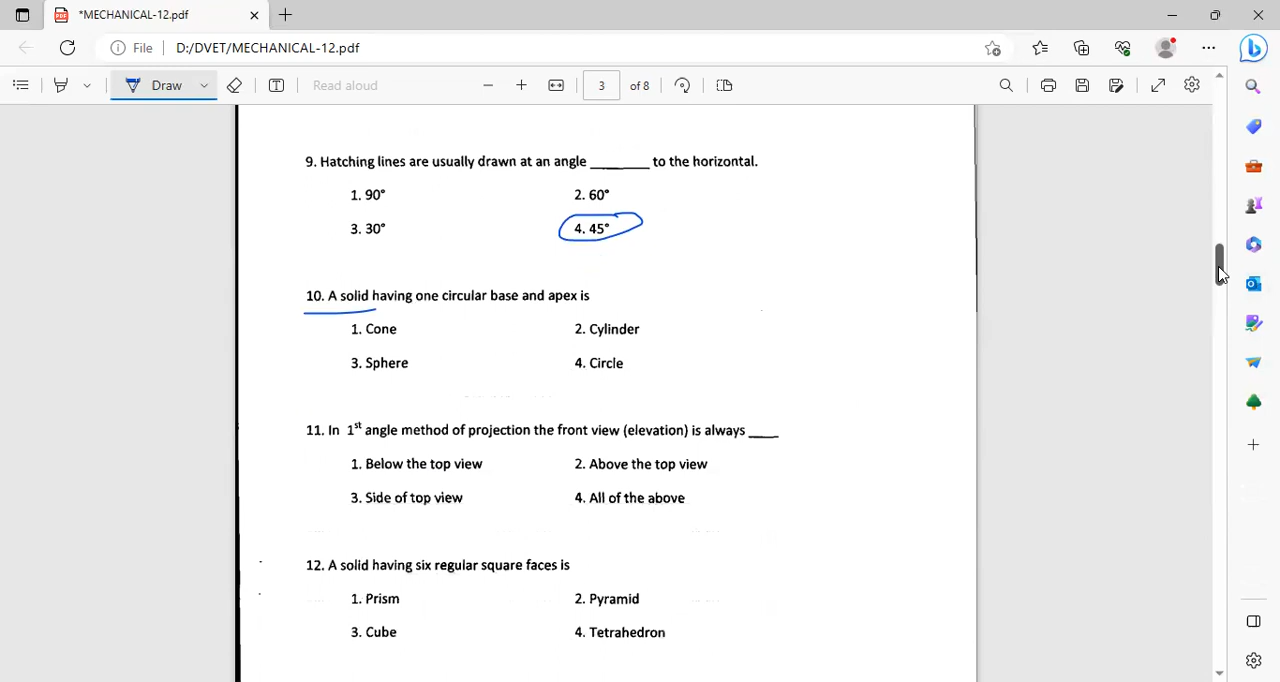 *MECHANICAL-12.pdf
File D:/DVET/MECHANICAL-12.pdf
Draw Read aloud 3 of 8
9. Hatching lines are usually drawn at an angle ________ to the horizontal.
1. 90° 2. 60°
3. 30° 4. 45°
10. A solid having one circular base and apex is
1. Cone 2. Cylinder
3. Sphere 4. Circle
11. In 1st angle method of projection the front view (elevation) is always ____
1. Below the top view 2. Above the top view
3. Side of top view 4. All of the above
12. A solid having six regular square faces is
1. Prism 2. Pyramid
3. Cube 4. Tetrahedron